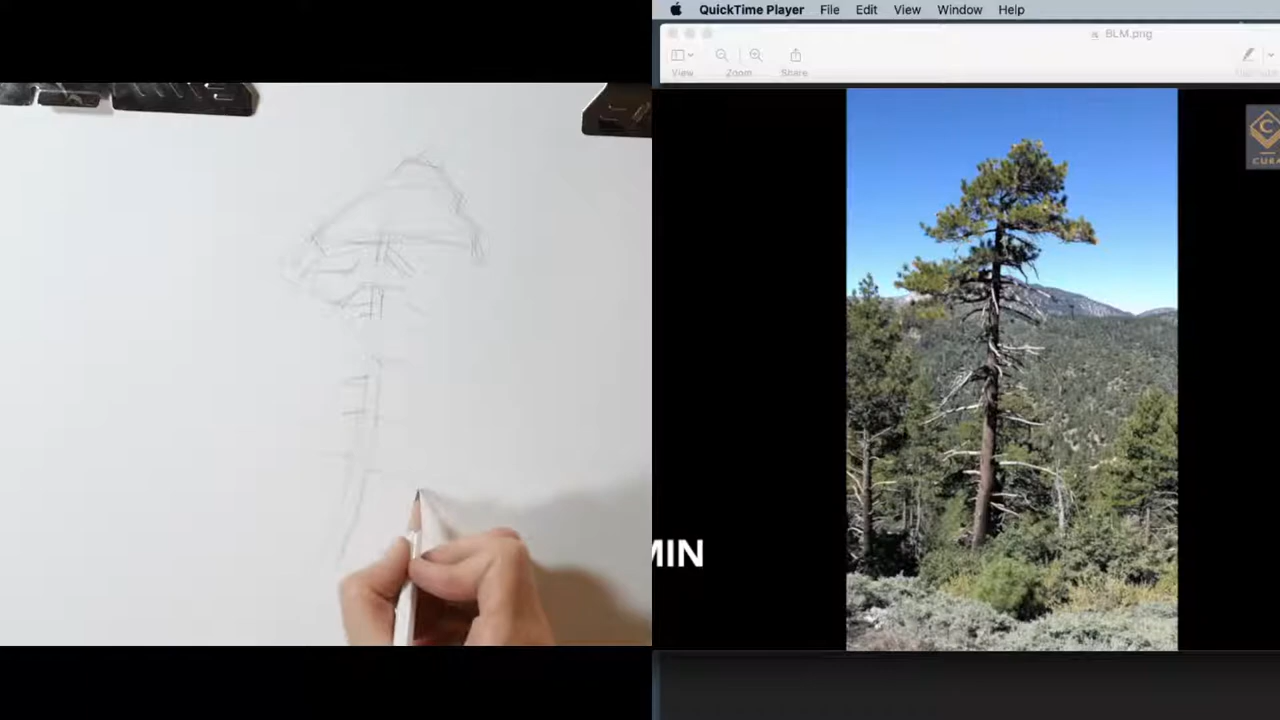 QuickTime Player File Edit View Window Help
BLM.png
View Zoom Share
C
MIN